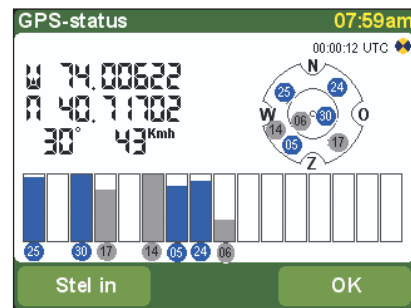 GPS-status 07:59am
00:00:12 UTC
W 74.00622
N 40.71702
30° 43Kmh
N
25 24
W 06 30 O
14
05 17
Z
25 30 17 14 05 24 06
Stel in OK